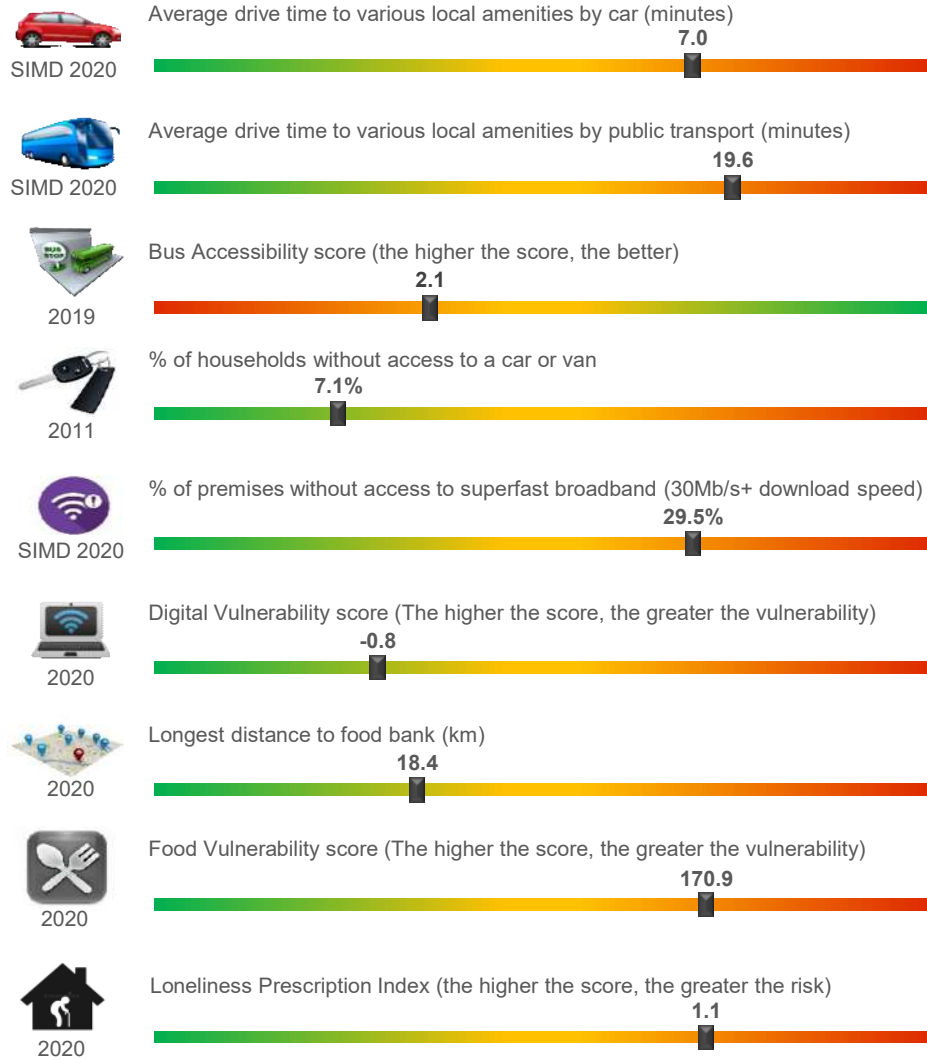 Average drive time to various local amenities by car (minutes)
7.0
SIMD 2020
Average drive time to various local amenities by public transport (minutes)
19.6
SIMD 2020
BUS
STOP
Bus Accessibility score (the higher the score, the better)
2.1
2019
% of households without access to a car or van
7.1%
2011
% of premises without access to superfast broadband (30Mb/s+ download speed)
29.5%
SIMD 2020
Digital Vulnerability score (The higher the score, the greater the vulnerability)
-0.8
2020
Longest distance to food bank (km)
18.4
2020
Food Vulnerability score (The higher the score, the greater the vulnerability)
170.9
2020
Loneliness Prescription Index (the higher the score, the greater the risk)
1.1
2020